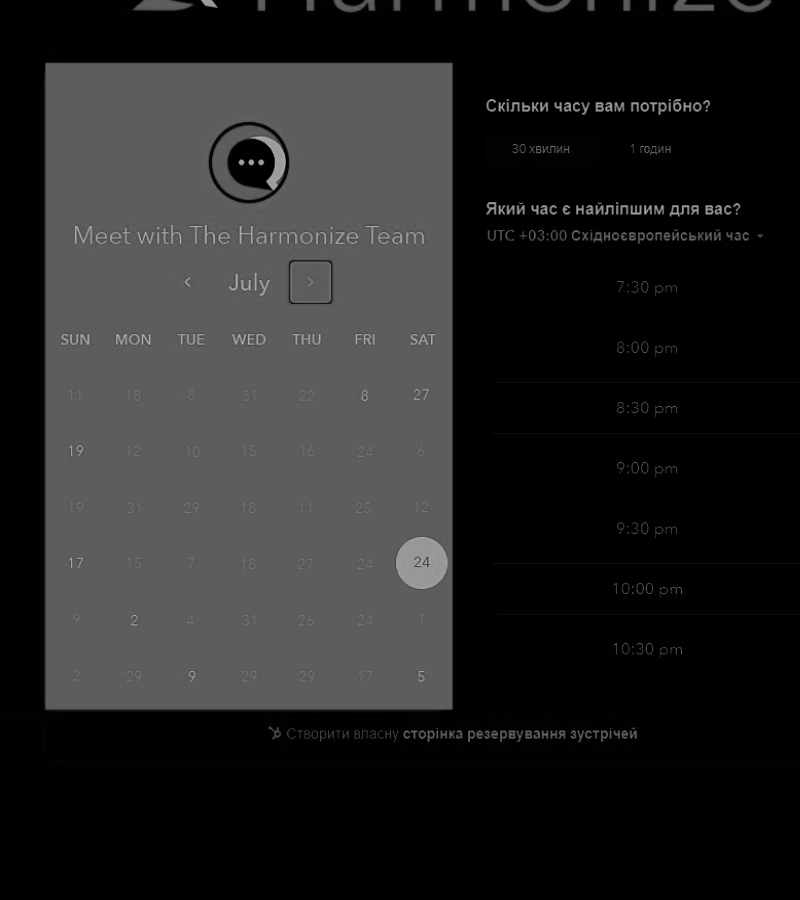 Harmonize
Meet with The Harmonize Team
July
SUN MON TUE WED THU FRI SAT
11 18 8 31 22 8 27
19 12 10 15 16 24 6
19 31 29 18 11 25 12
17 15 7 18 27 24 24
9 2 4 31 26 24 1
2 29 9 29 29 17 5
Скільки часу вам потрібно?
30 хвилин 1 годин
Який час є найліпшим для вас?
UTC +03:00 Східноєвропейський час
7:30 pm
8:00 pm
8:30 pm
9:00 pm
9:30 pm
10:00 pm
10:30 pm
Створити власну сторінка резервування зустрічей